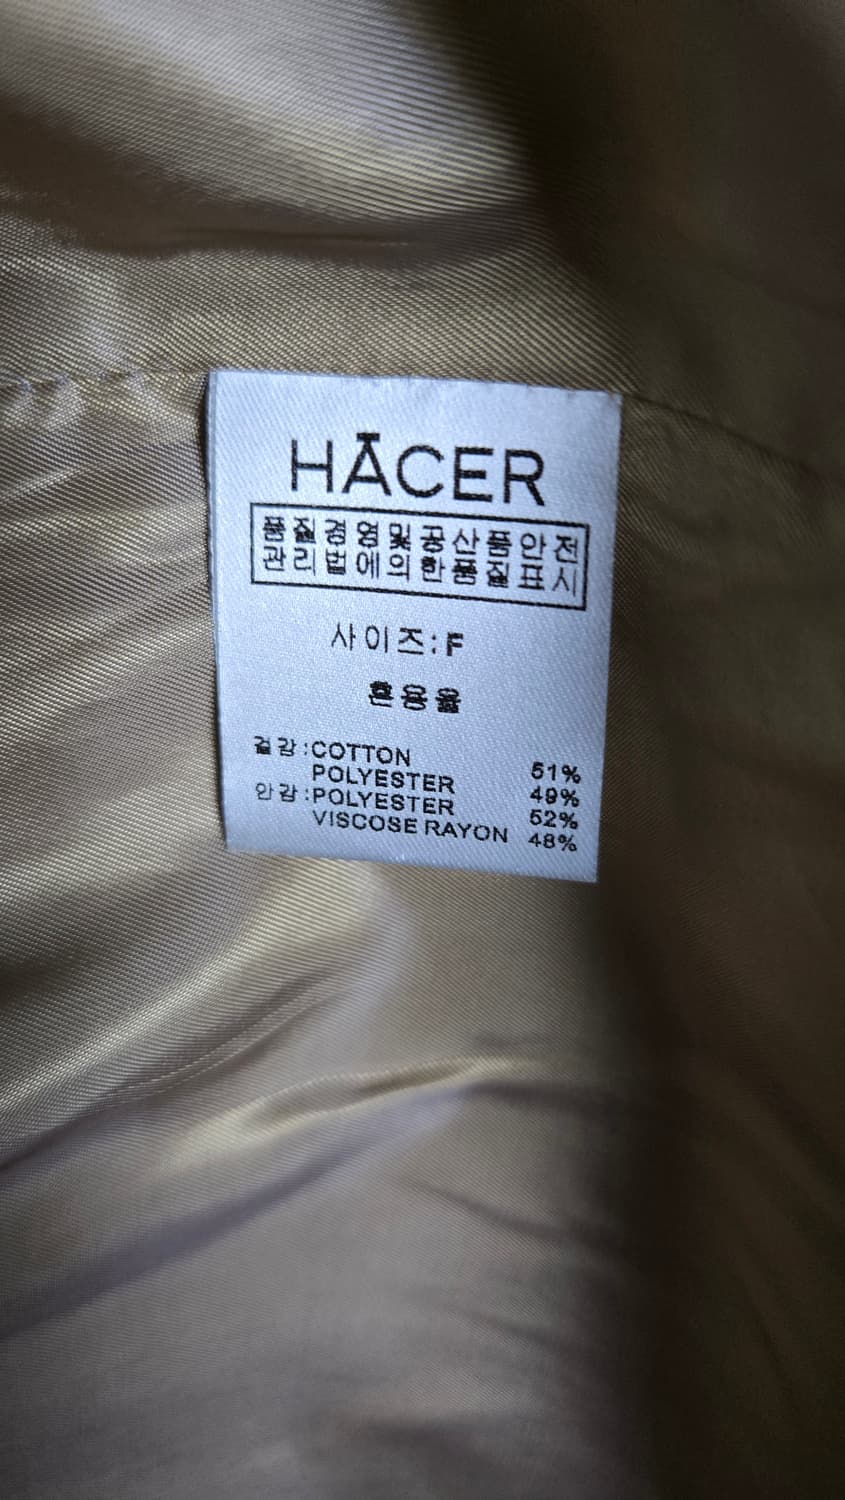 HĀCER
품질경영및공산품안전
관리법에의한품질표시
사이즈:F
혼용율
겉감:COTTON 51%
POLYESTER 49%
안감:POLYESTER 52%
VISCOSE RAYON 48%